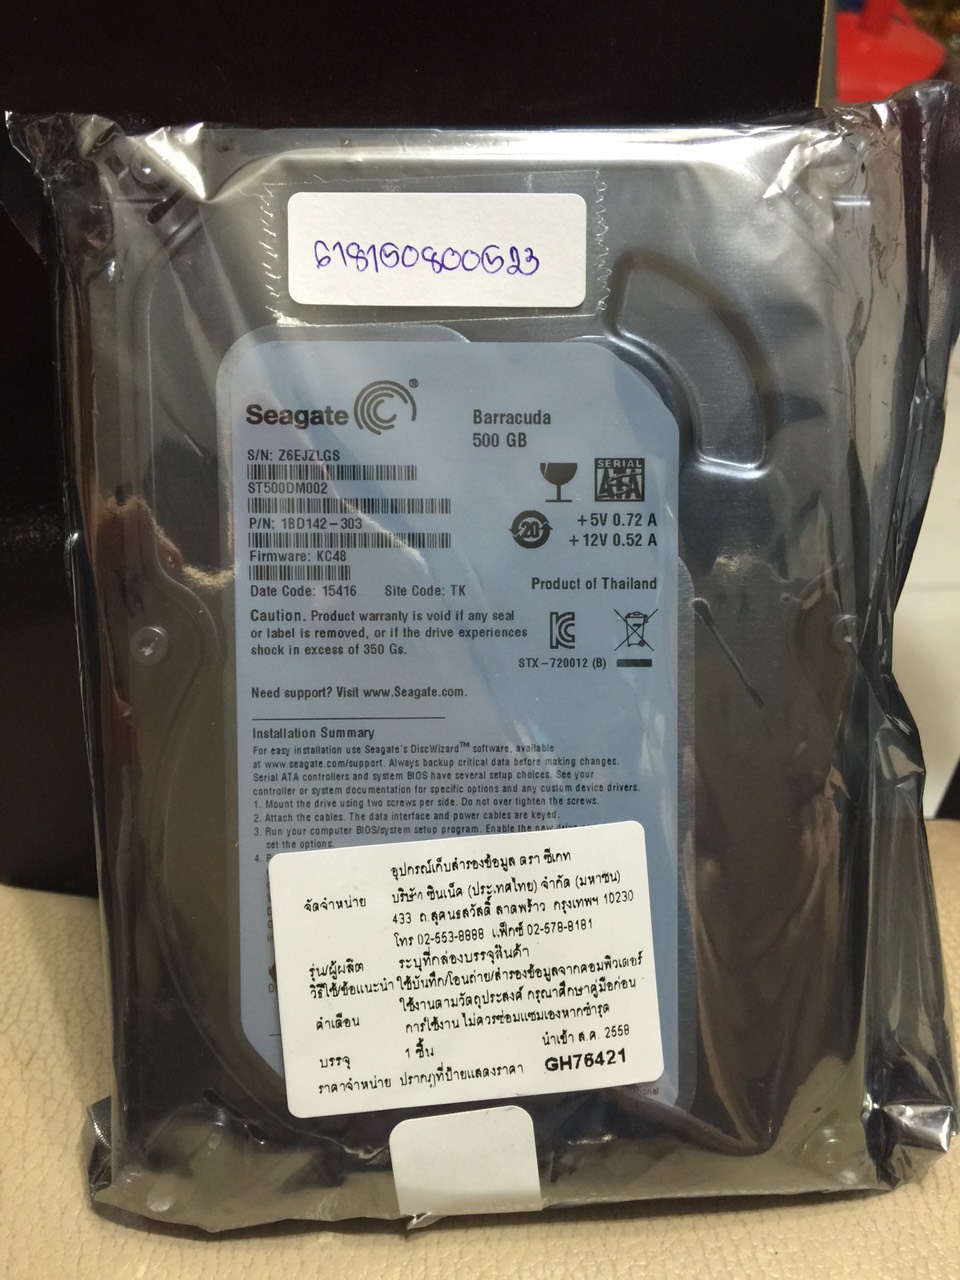 618150800523
Seagate®
Barracuda
500 GB
S/N: Z6EJZLGS
ST500DM002
P/N: 1BD142-303
Firmware: KC48
Date Code: 15416 Site Code: TK
SERIAL
ATA
20
+5V 0.72 A
+12V 0.52 A
Product of Thailand
Caution. Product warranty is void if any seal
or label is removed, or if the drive experiences
shock in excess of 350 Gs.
STX-720012 (B)
Need support? Visit www.Seagate.com.
Installation Summary
For easy installation use Seagate's DiscWizard™ software, available
at www.seagate.com/support. Always backup critical data before making changes.
Serial ATA controllers and system BIOS have several setup choices. See your
controller or system documentation for specific options and any custom device drivers.
1. Mount the drive using two screws per side. Do not over tighten the screws.
2. Attach the cables. The data interface and power cables are keyed.
3. Run your computer BIOS/system setup program. Enable the new
set the options.
4.
อุปกรณ์เก็บสำรองข้อมูล ตรา ซีเกท
จัดจำหน่าย บริษัท ซินเน็ค (ประเทศไทย) จำกัด (มหาชน)
433 ถ.สุคนธสวัสดิ์ ลาดพร้าว กรุงเทพฯ 10230
โทร 02-553-8888 แฟ็กซ์ 02-578-8181
รุ่น/ผู้ผลิต ระบุที่กล่องบรรจุสินค้า
วิธีใช้/ข้อแนะนำ ใช้บันทึก/โอนถ่าย/สำรองข้อมูลจากคอมพิวเตอร์
ใช้งานตามวัตถุประสงค์ กรุณาศึกษาคู่มือก่อน
คำเตือน การใช้งาน ไม่ควรซ่อมแซมเองหากชำรุด
บรรจุ 1 ชิ้น นำเข้า ส.ค. 2558
ราคาจำหน่าย ปรากฏที่ป้ายแสดงราคา GH76421